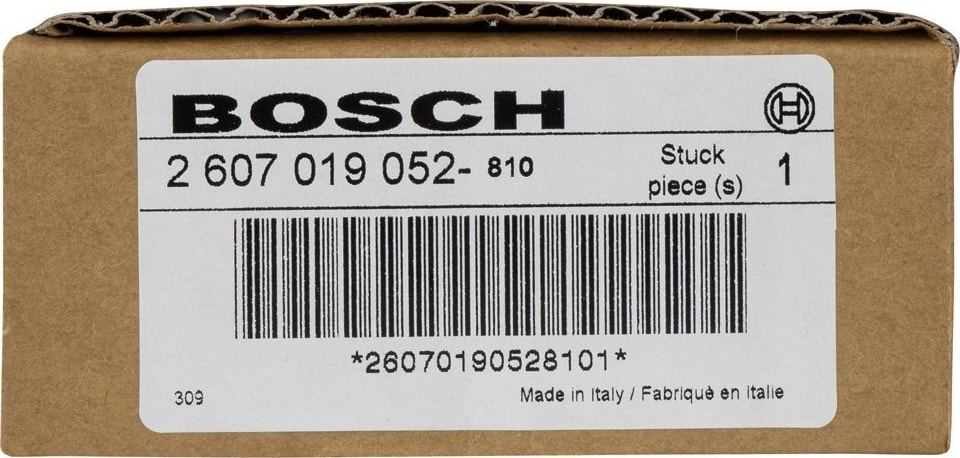 BOSCH
2 607 019 052- 810
Stuck
piece (s)
1
*26070190528101*
309
Made in Italy / Fabriquè en Italie